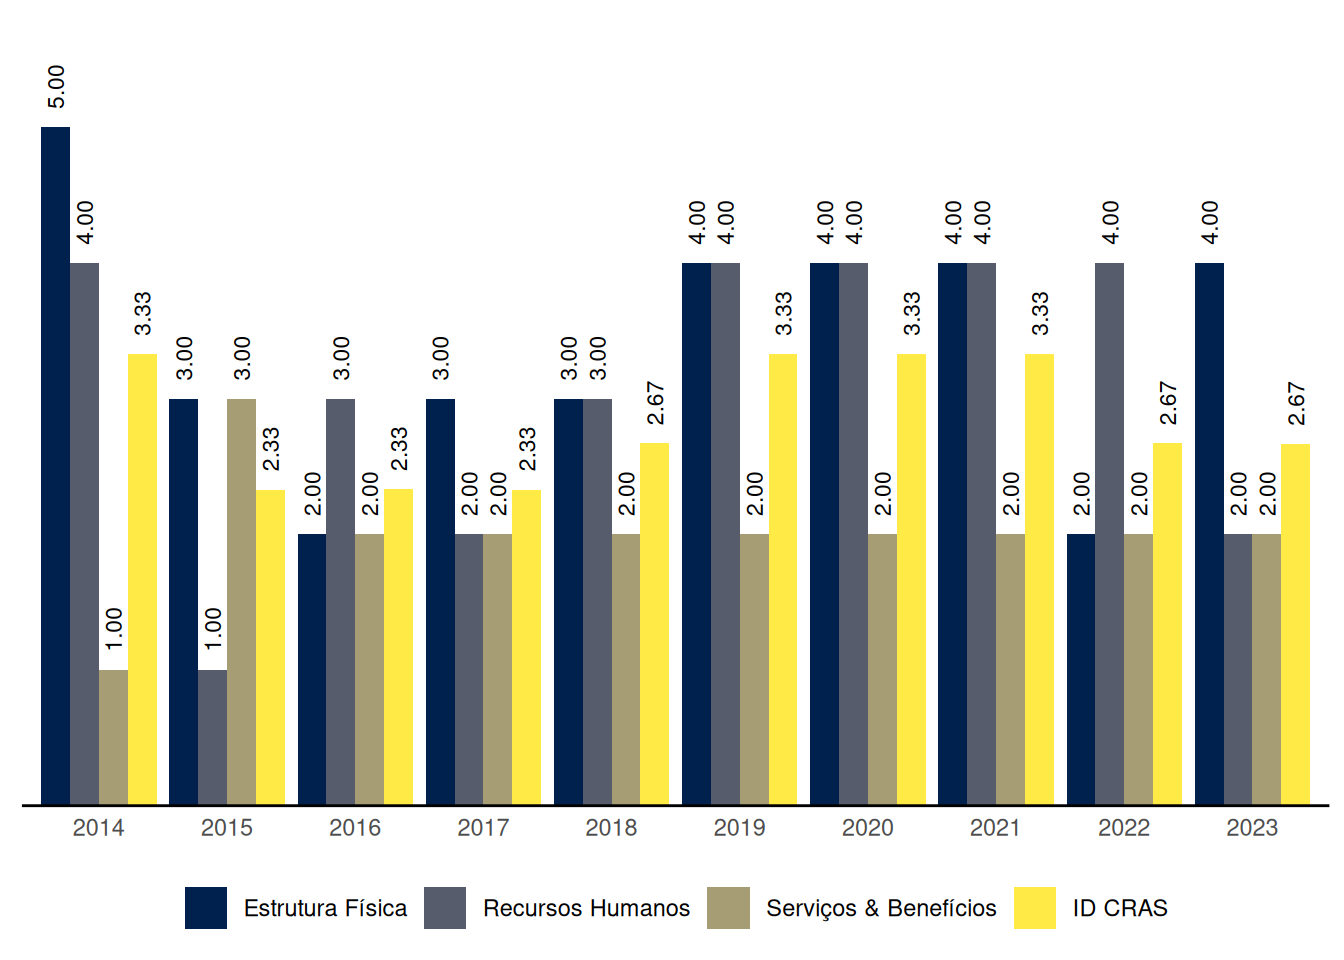 5.00 4.00 1.00 3.33 3.00 1.00 3.00 2.33 2.00 3.00 2.00 2.33 3.00 2.00 2.00 2.33 3.00 3.00 2.00 2.67 4.00 4.00 2.00 3.33 4.00 4.00 2.00 3.33 4.00 4.00 2.00 3.33 2.00 4.00 2.00 2.67 4.00 2.00 2.00 2.67
2014 2015 2016 2017 2018 2019 2020 2021 2022 2023
Estrutura Física Recursos Humanos Serviços & Benefícios ID CRAS